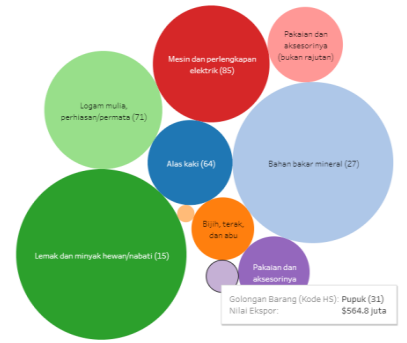 Mesin dan perlengkapan
elektrik (85)
Pakaian dan
aksesorinya
(bukan rajutan)
Logam mulia,
perhiasan/permata (71)
Alas kaki (64)
Bahan bakar mineral (27)
Bijih, terak,
dan abu
Lemak dan minyak hewan/nabati (15)
Pakaian dan
aksesorinya
Golongan Barang (Kode HS): Pupuk (31)
Nilai Ekspor: $564.8 juta